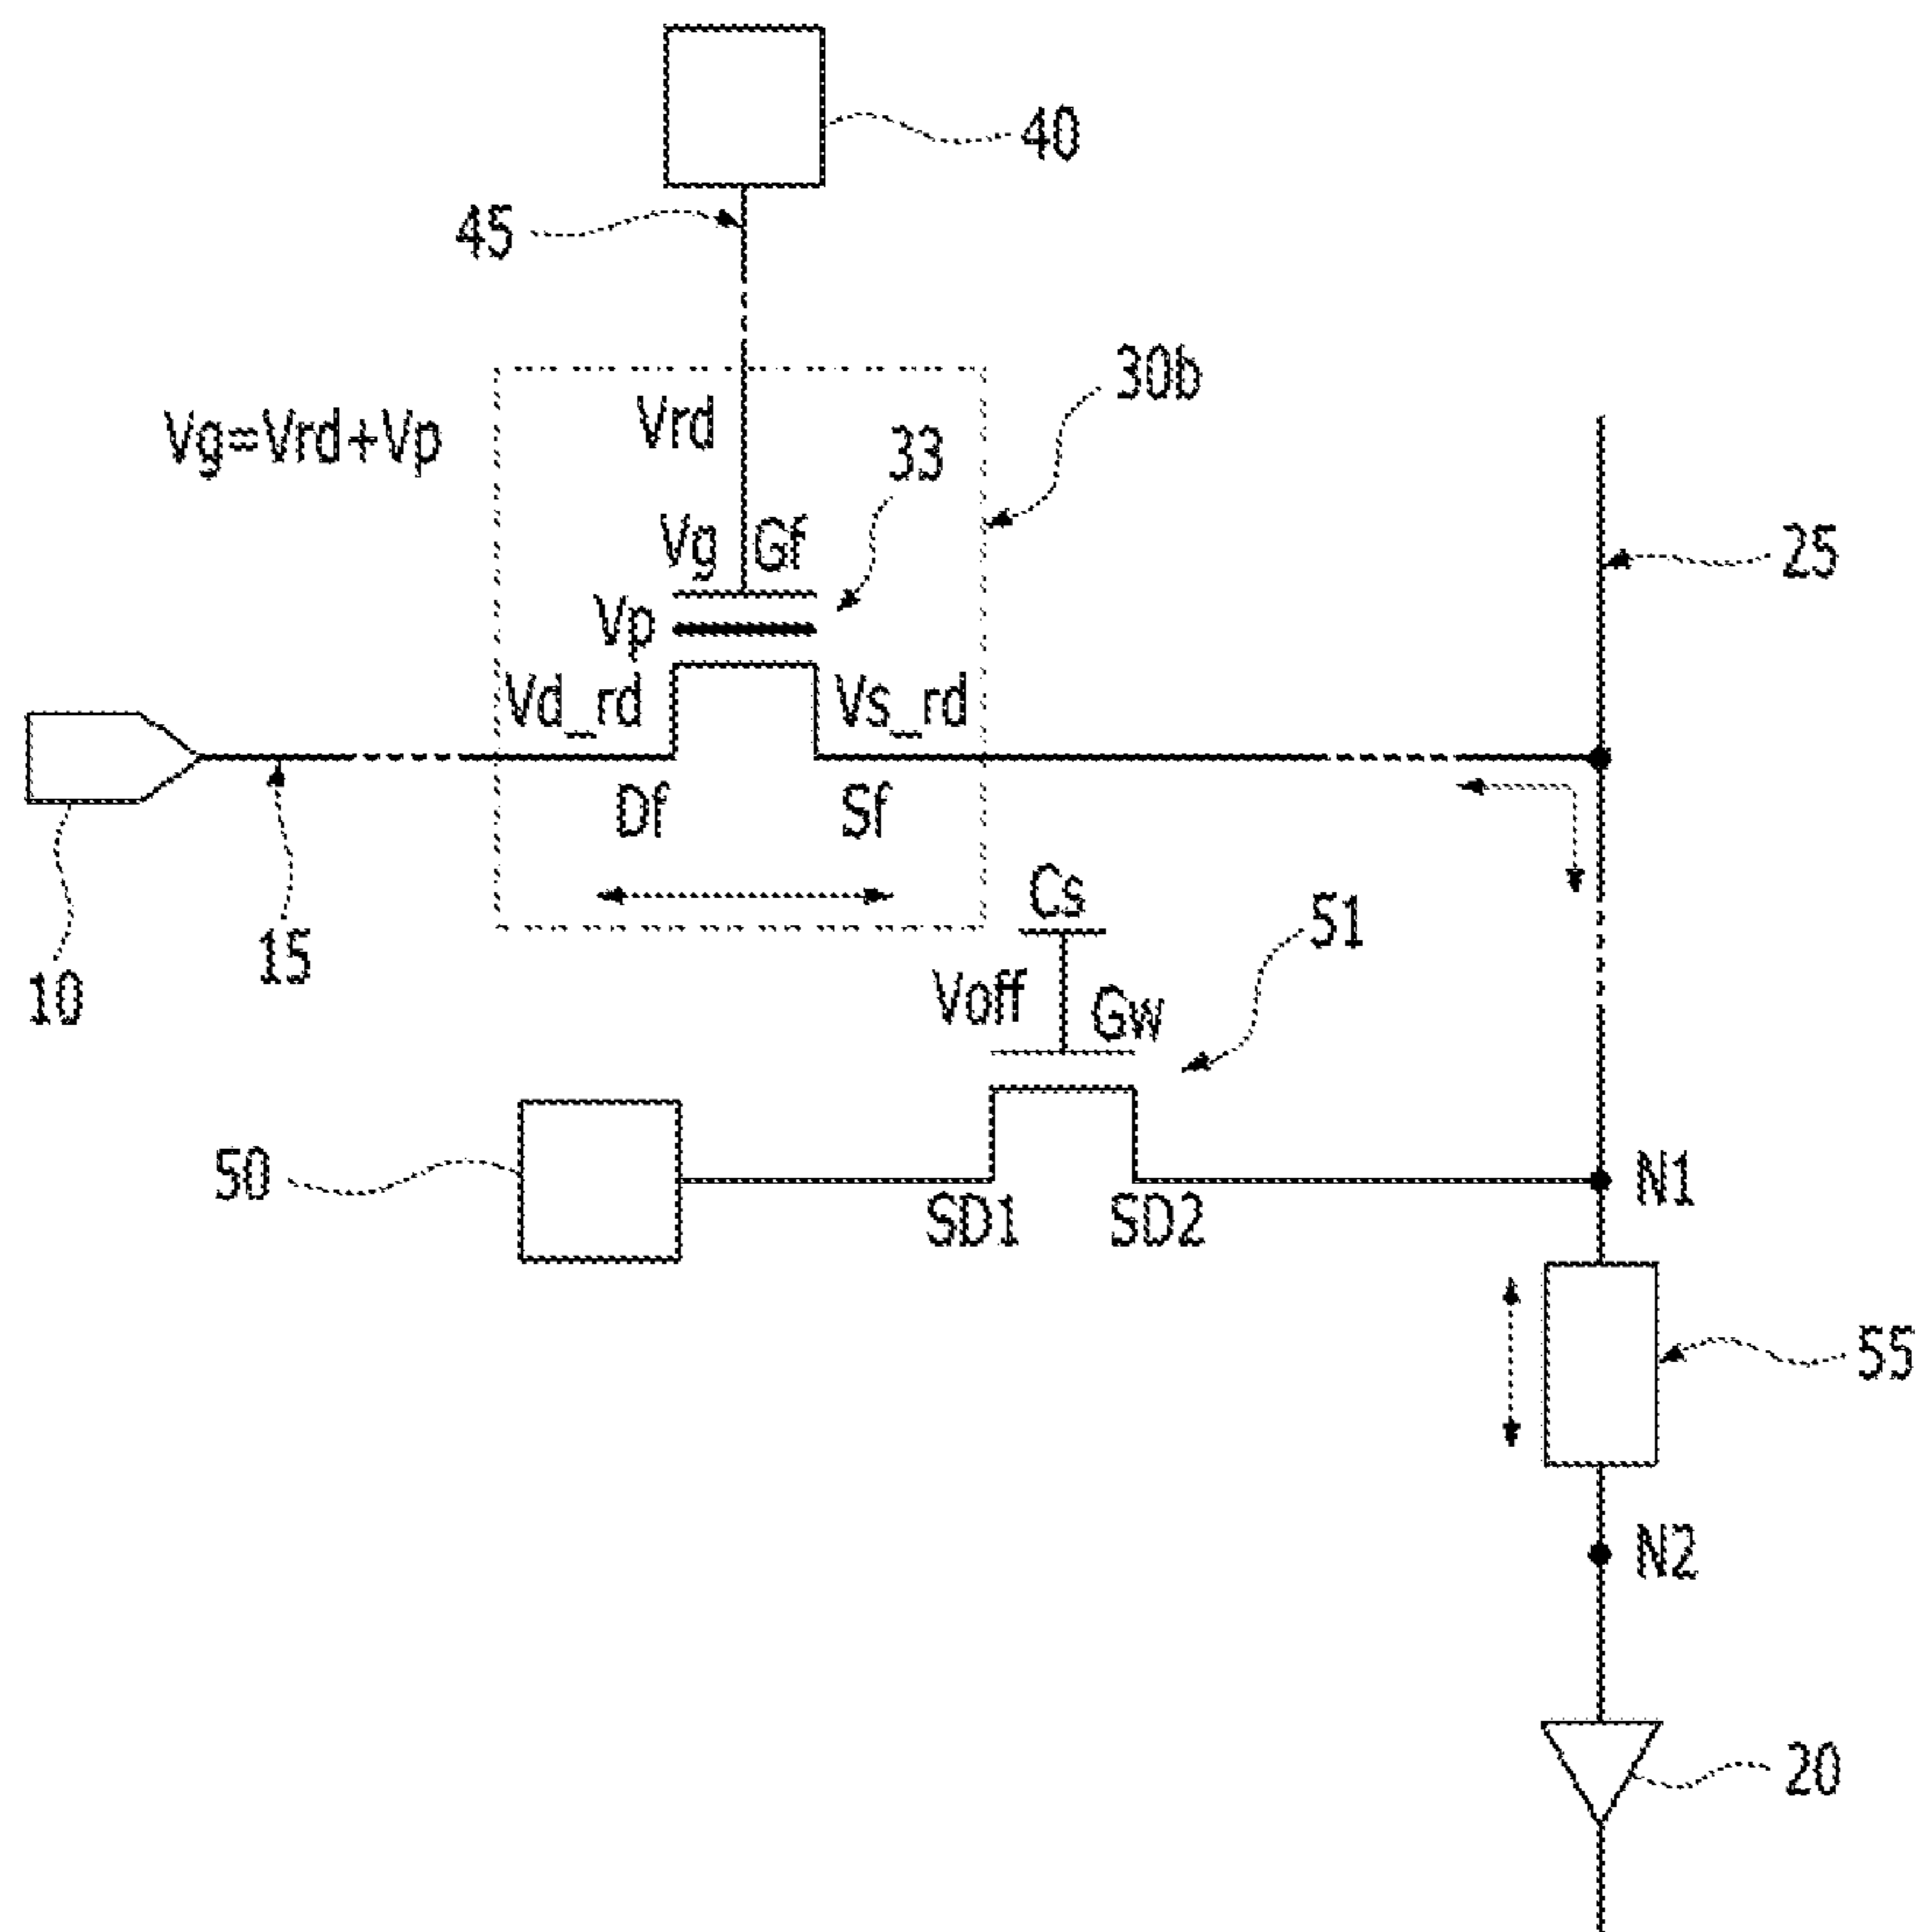 40
45
30b
Vg=Vrd+Vp
Vrd
33
Vg
Gf
25
Vp
Vd_rd
Vs_rd
Df
Sf
Cs
51
15
10
Voff
Gw
50
N1
SD1
SD2
55
N2
20